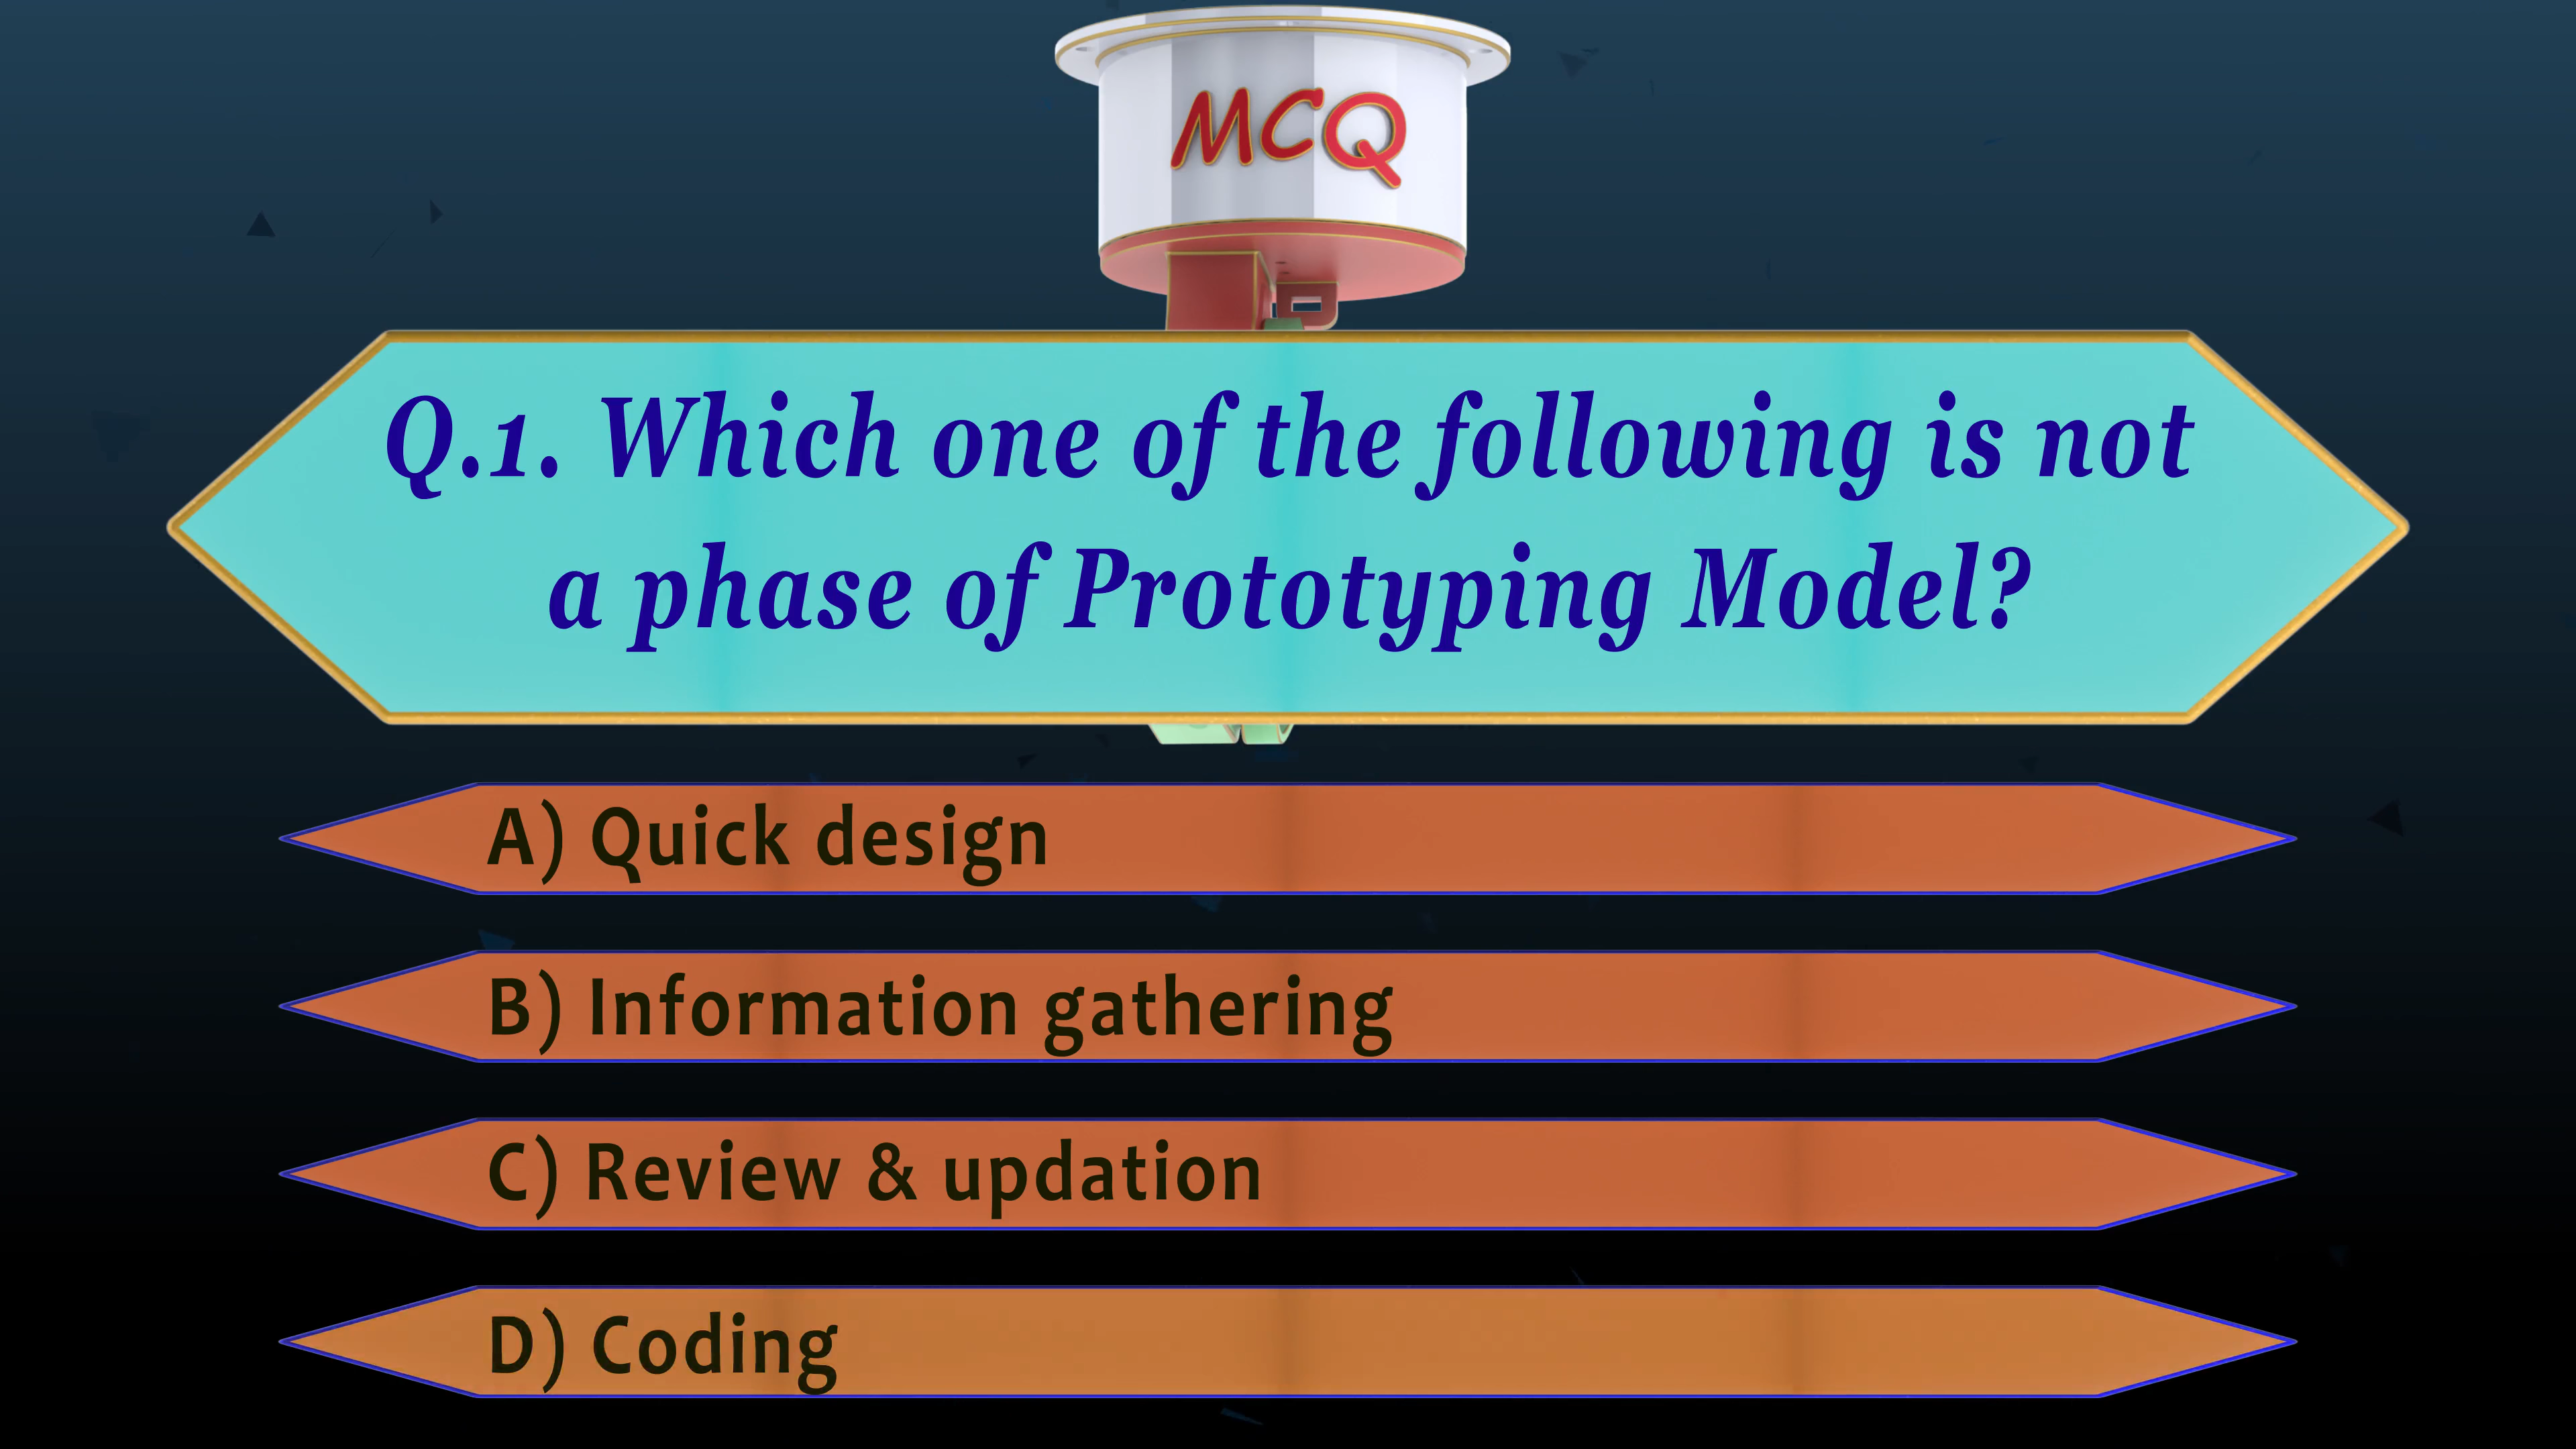 MCQ
Q.1. Which one of the following is not
a phase of Prototyping Model?
A) Quick design
B) Information gathering
C) Review & updation
D) Coding